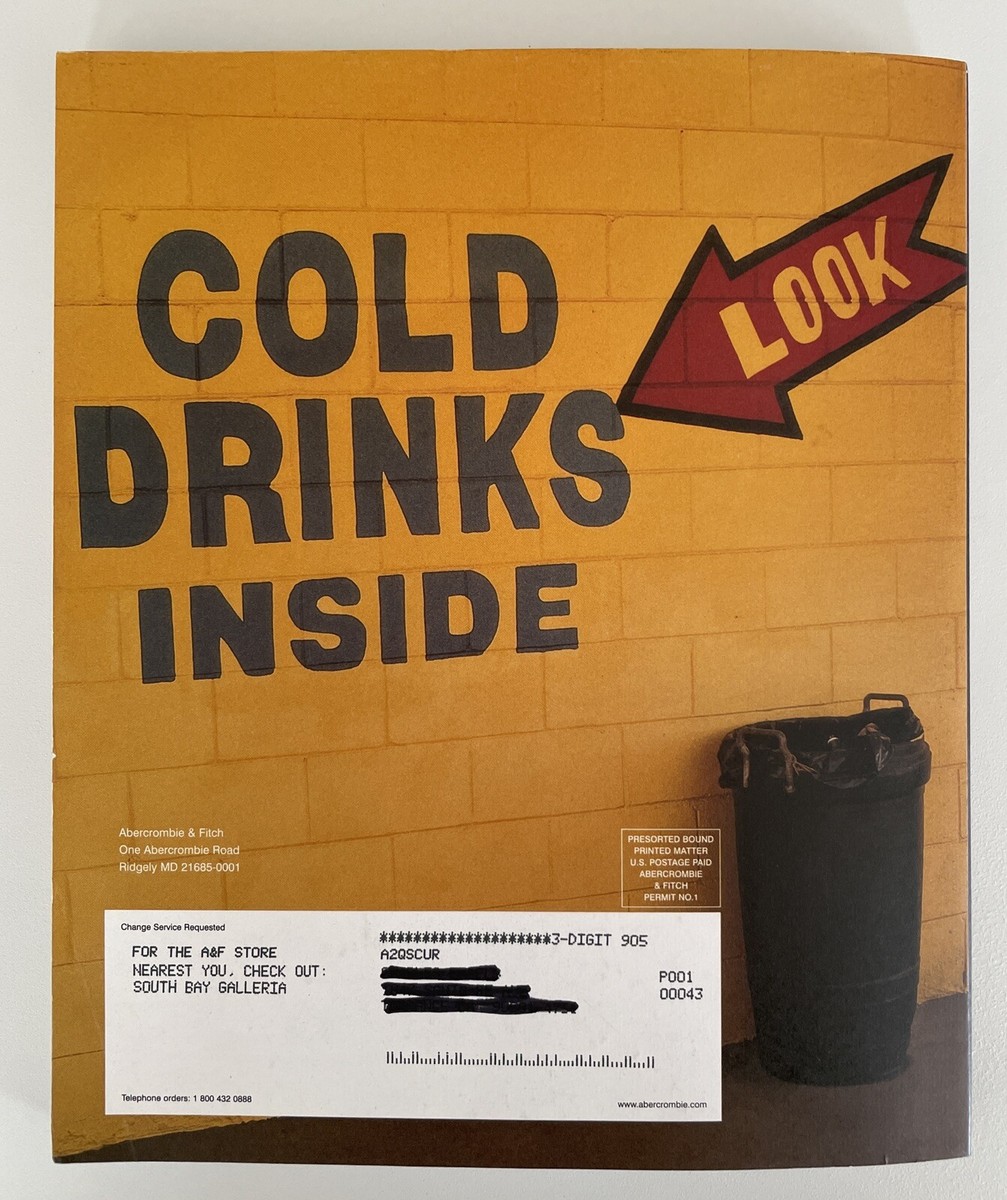 COLD
DRINKS
INSIDE
LOOK
Abercrombie & Fitch
One Abercrombie Road
Ridgely MD 21685-0001
PRESORTED BOUND
PRINTED MATTER
U.S. POSTAGE PAID
ABERCROMBIE
& FITCH
PERMIT NO.1
Change Service Requested
FOR THE A&F STORE
NEAREST YOU, CHECK OUT:
SOUTH BAY GALLERIA
********************3-DIGIT 905
A2QSCUR
P001
00043
Telephone orders: 1 800 432 0888
www.abercrombie.com